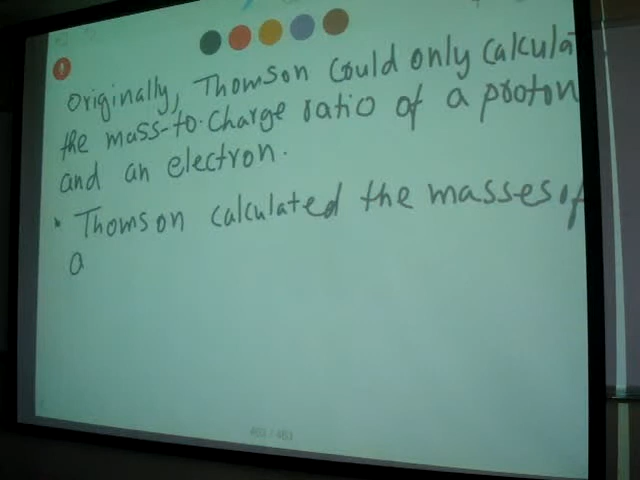 Originally, Thomson Could only Calcula
the mass-to-Charge ratio of a proton
and an electron.
* Thomson calculated the masses of
a